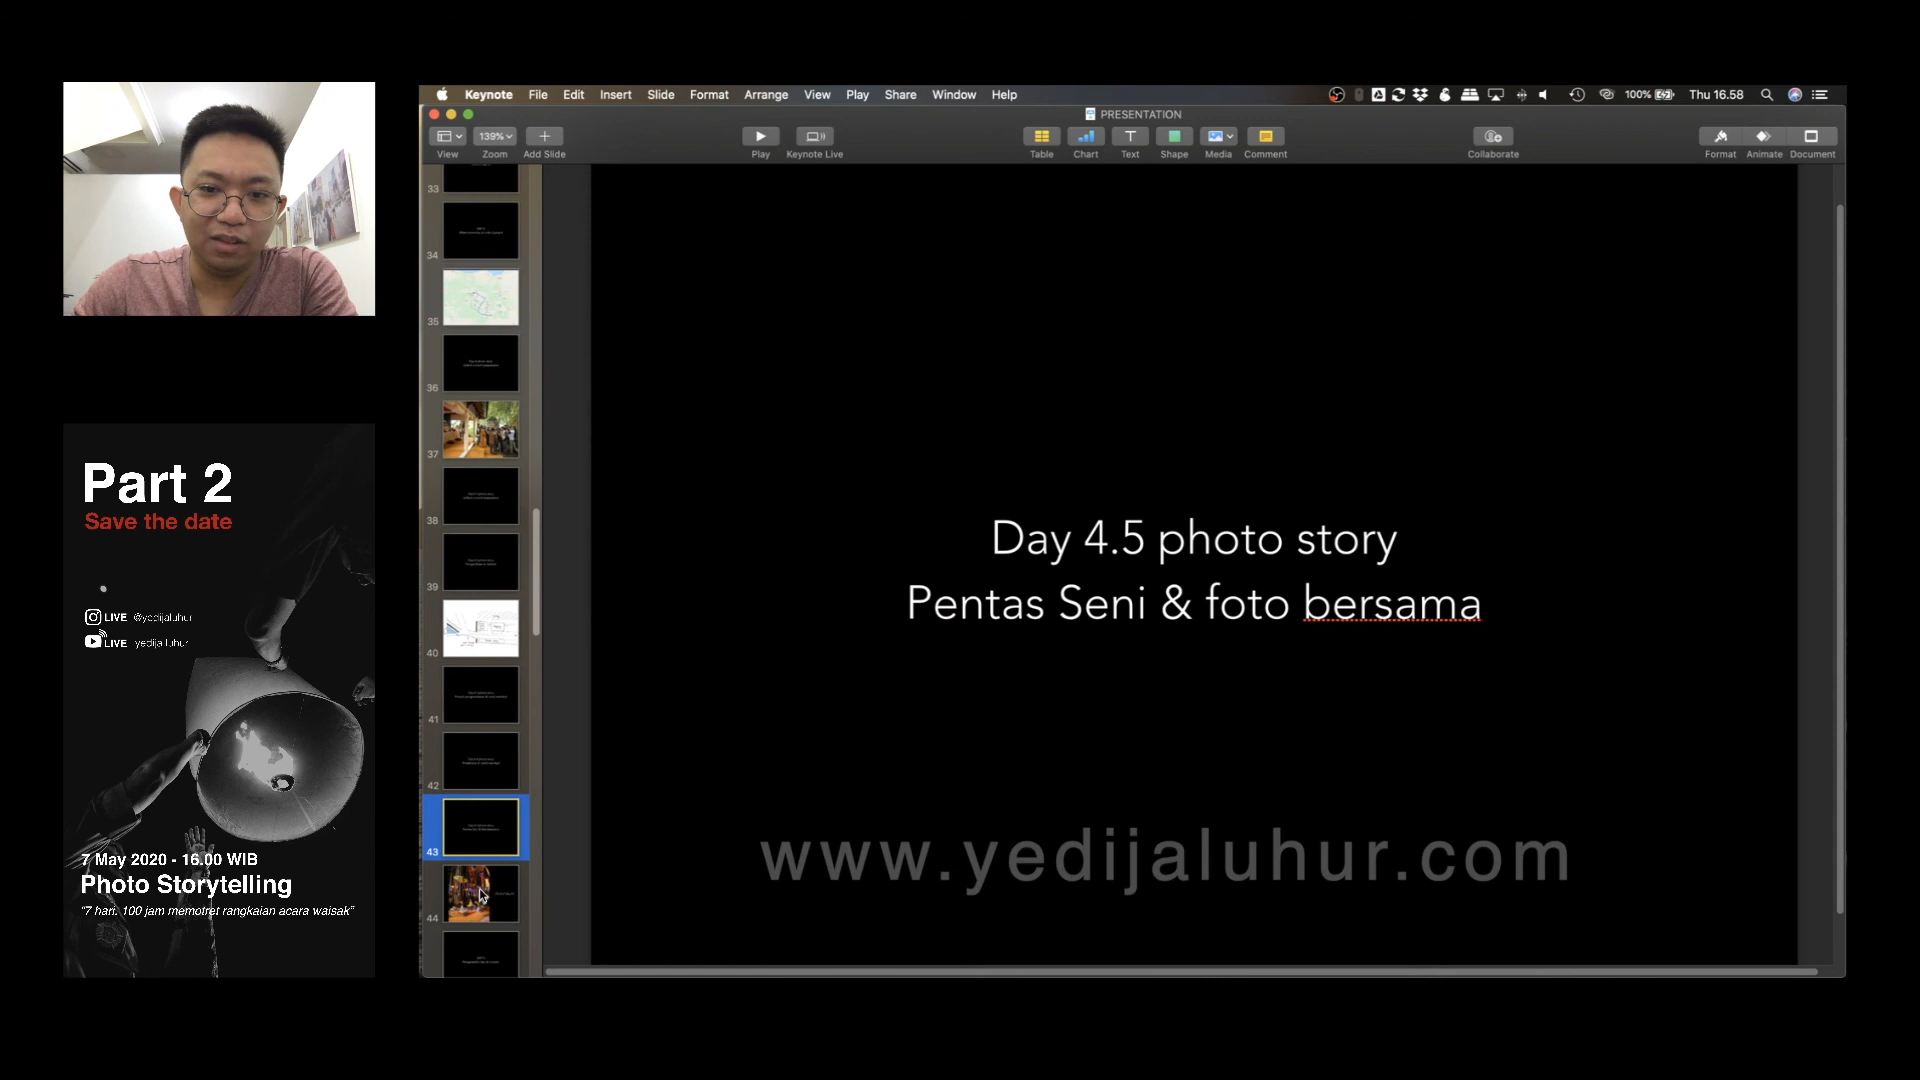 Part 2
Save the date
LIVE @yedijaluhur
LIVE yedijaluhur
7 May 2020 - 16.00 WIB
Photo Storytelling
"7 hari. 100 jam memotret rangkaian acara waisak"
Keynote File Edit Insert Slide Format Arrange View Play Share Window Help
100% Thu 16.58
PRESENTATION
139%
View Zoom Add Slide Play Keynote Live Table Chart Text Shape Media Comment Collaborate Format Animate Document
33
34
35
36
37
38
39
40
41
42
43
44
Day 4.5 photo story
Pentas Seni & foto bersama
www.yedijaluhur.com